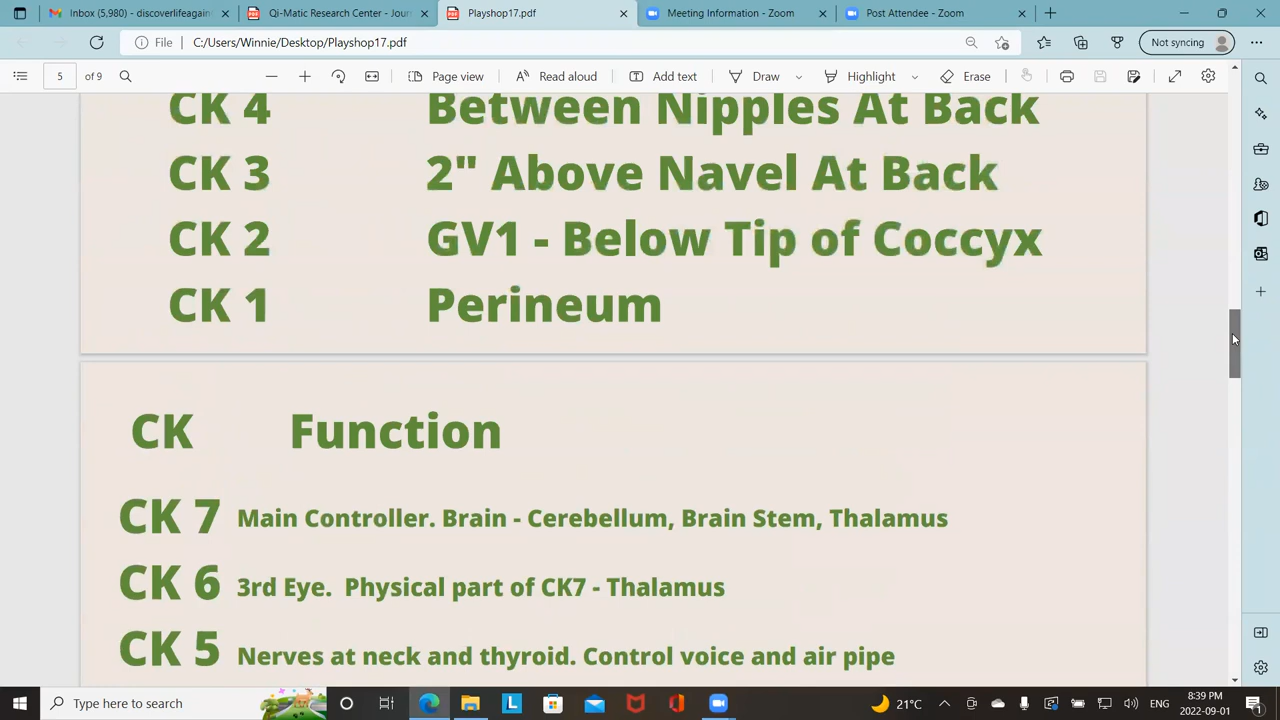 Inbox (5,980) - discoverlifeagain
Qi-Matic Research Center - Jour
Playshop17.pdf
Meeting Information - Zoom
Post Attendee - Zoom
File
C:/Users/Winnie/Desktop/Playshop17.pdf
Not syncing
5 of 9
Page view
Read aloud
Add text
Draw
Highlight
Erase
CK 4 Between Nipples At Back
CK 3 2" Above Navel At Back
CK 2 GV1 - Below Tip of Coccyx
CK 1 Perineum
CK Function
CK 7 Main Controller. Brain - Cerebellum, Brain Stem, Thalamus
CK 6 3rd Eye. Physical part of CK7 - Thalamus
CK 5 Nerves at neck and thyroid. Control voice and air pipe
Type here to search
21°C
ENG
8:39 PM
2022-09-01